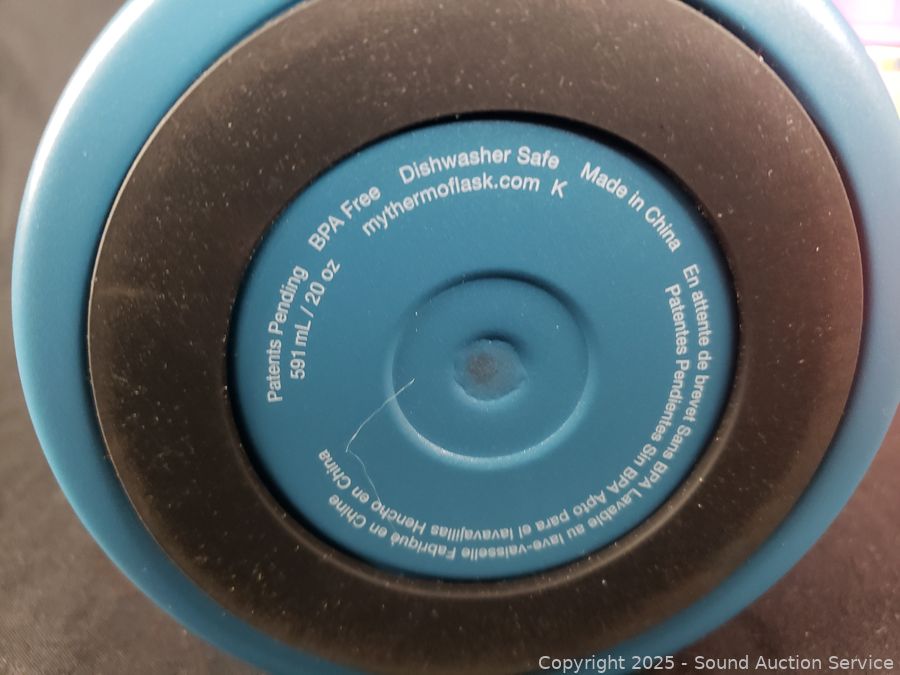 Patents Pending BPA Free Dishwasher Safe Made in China
591 mL / 20 oz mythermoflask.com K
En attente de brevet Sans BPA Lavable au lave-vaisselle Fabriqué en Chine
Patentes Pendientes Sin BPA Apto para el lavavajillas Hencho en China
Copyright 2025 - Sound Auction Service